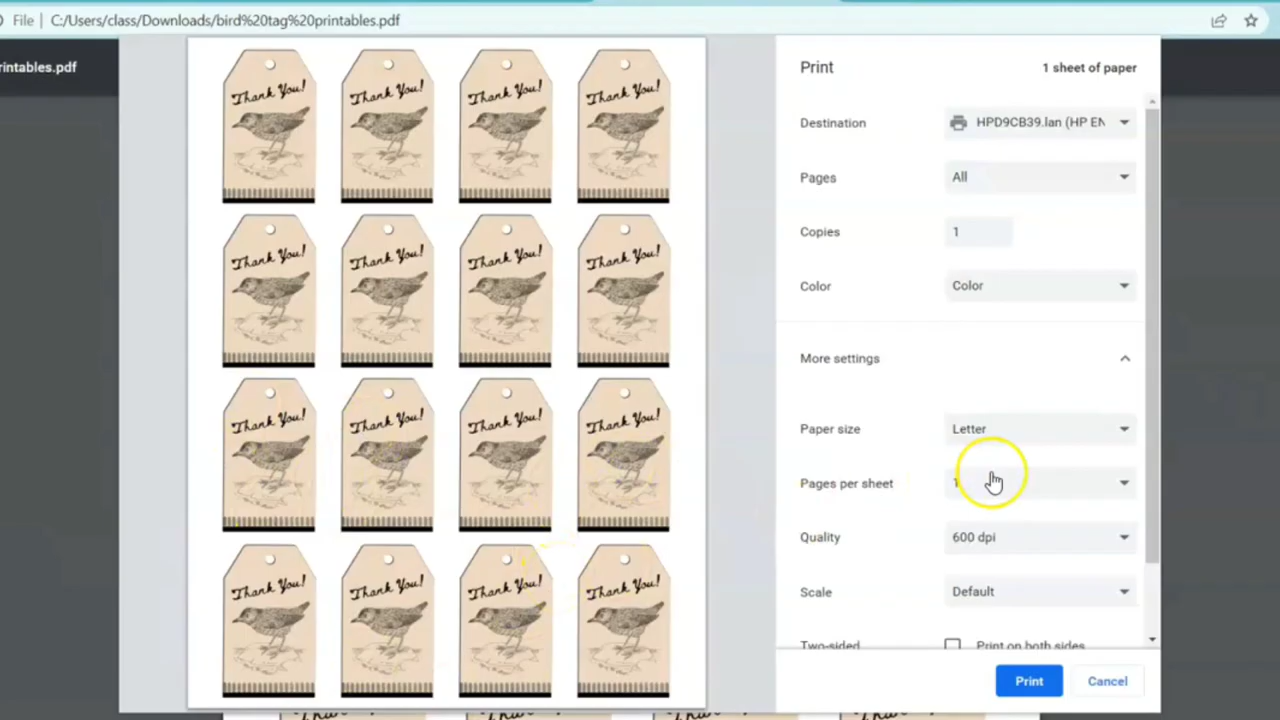 File | C:/Users/class/Downloads/bird%20tag%20printables.pdf
rintables.pdf
Thank You! Thank You! Thank You! Thank You!
Thank You! Thank You! Thank You! Thank You!
Thank You! Thank You! Thank You! Thank You!
Thank You! Thank You! Thank You! Thank You!
Print 1 sheet of paper
Destination HPD9CB39.lan (HP EN
Pages All
Copies 1
Color Color
More settings
Paper size Letter
Pages per sheet 1
Quality 600 dpi
Scale Default
Two-sided Print on both sides
Print Cancel